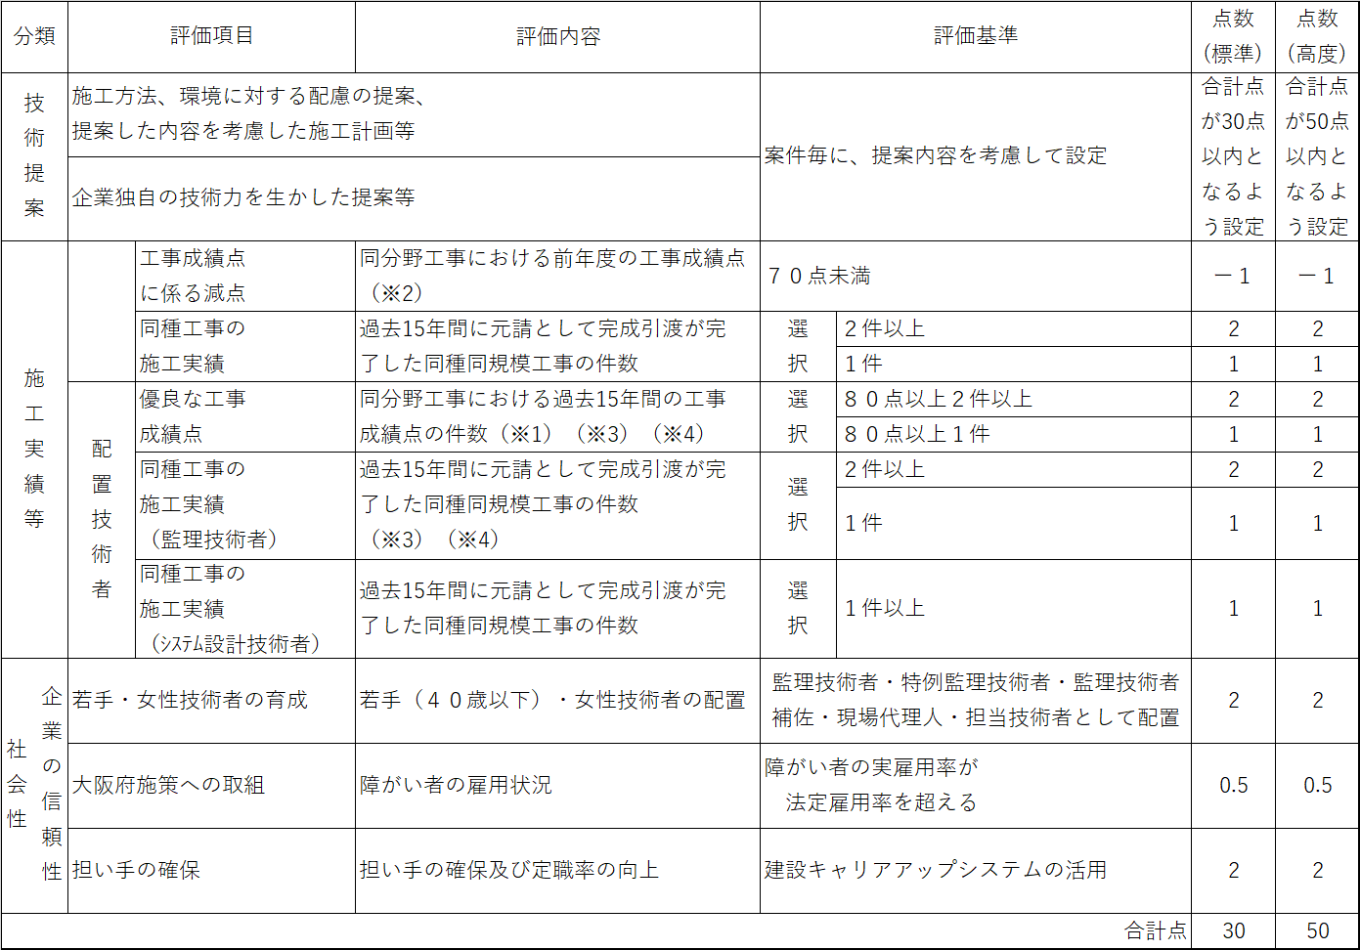 分類
評価項目
評価内容
評価基準
点数
(標準)
点数
(高度)
技術提案
施工方法、環境に対する配慮の提案、
提案した内容を考慮した施工計画等
企業独自の技術力を生かした提案等
案件毎に、提案内容を考慮して設定
合計点
が30点
以内と
なるよ
う設定
合計点
が50点
以内と
なるよ
う設定
施工実績等
工事成績点
に係る減点
同分野工事における前年度の工事成績点
（※2）
７０点未満
－１
－１
同種工事の
施工実績
過去15年間に元請として完成引渡が完
了した同種同規模工事の件数
選択
２件以上
2
2
１件
1
1
配置技術者
優良な工事
成績点
同分野工事における過去15年間の工事
成績点の件数（※1）（※3）（※4）
選択
８０点以上２件以上
2
2
８０点以上１件
1
1
同種工事の
施工実績
（監理技術者）
過去15年間に元請として完成引渡が完
了した同種同規模工事の件数
（※3）（※4）
選択
２件以上
2
2
１件
1
1
同種工事の
施工実績
（ｼｽﾃﾑ設計技術者）
過去15年間に元請として完成引渡が完
了した同種同規模工事の件数
選択
１件以上
1
1
社会性
企業の信頼性
若手・女性技術者の育成
若手（４０歳以下）・女性技術者の配置
監理技術者・特例監理技術者・監理技術者
補佐・現場代理人・担当技術者として配置
2
2
大阪府施策への取組
障がい者の雇用状況
障がい者の実雇用率が
法定雇用率を超える
0.5
0.5
担い手の確保
担い手の確保及び定職率の向上
建設キャリアアップシステムの活用
2
2
合計点
30
50